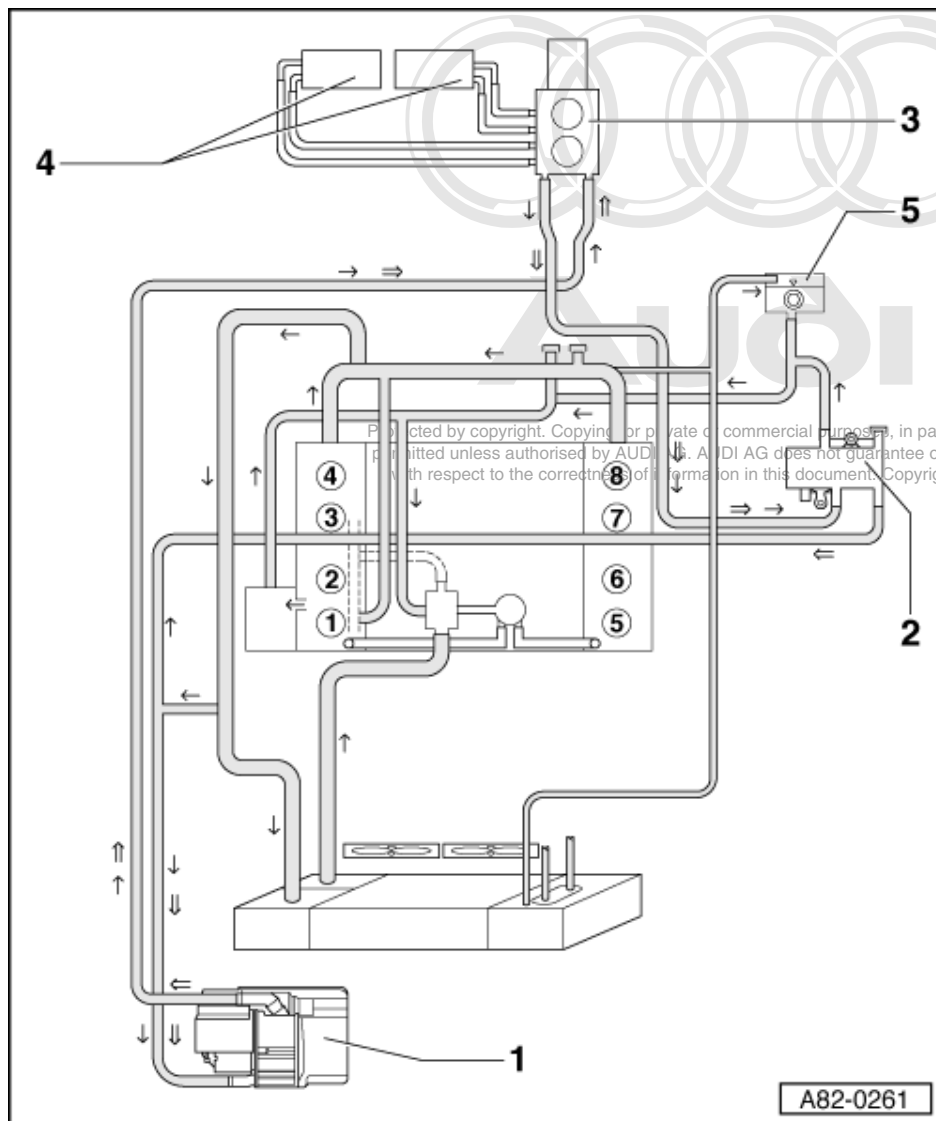 4
3
5
AUDI
Protected by copyright. Copying for private or commercial purposes, in pa
permitted unless authorised by AUDI AG. AUDI AG does not guarantee o
with respect to the correctness of information in this document. Copyrig
4
8
3
7
2
6
1
5
2
1
A82-0261